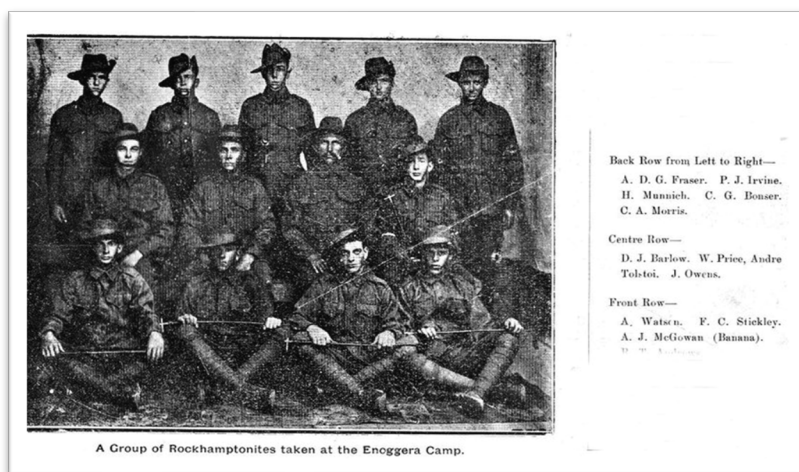 Back Row from Left to Right—
A. D. G. Fraser. P. J. Irvine.
H. Munnich. C. G. Bonser.
C. A. Morris.
Centre Row—
D. J. Barlow. W. Price, Andre
Tolstoi. J. Owens.
Front Row—
A. Watson. F. C. Stickley.
A. J. McGowan (Banana).
A Group of Rockhamptonites taken at the Enoggera Camp.